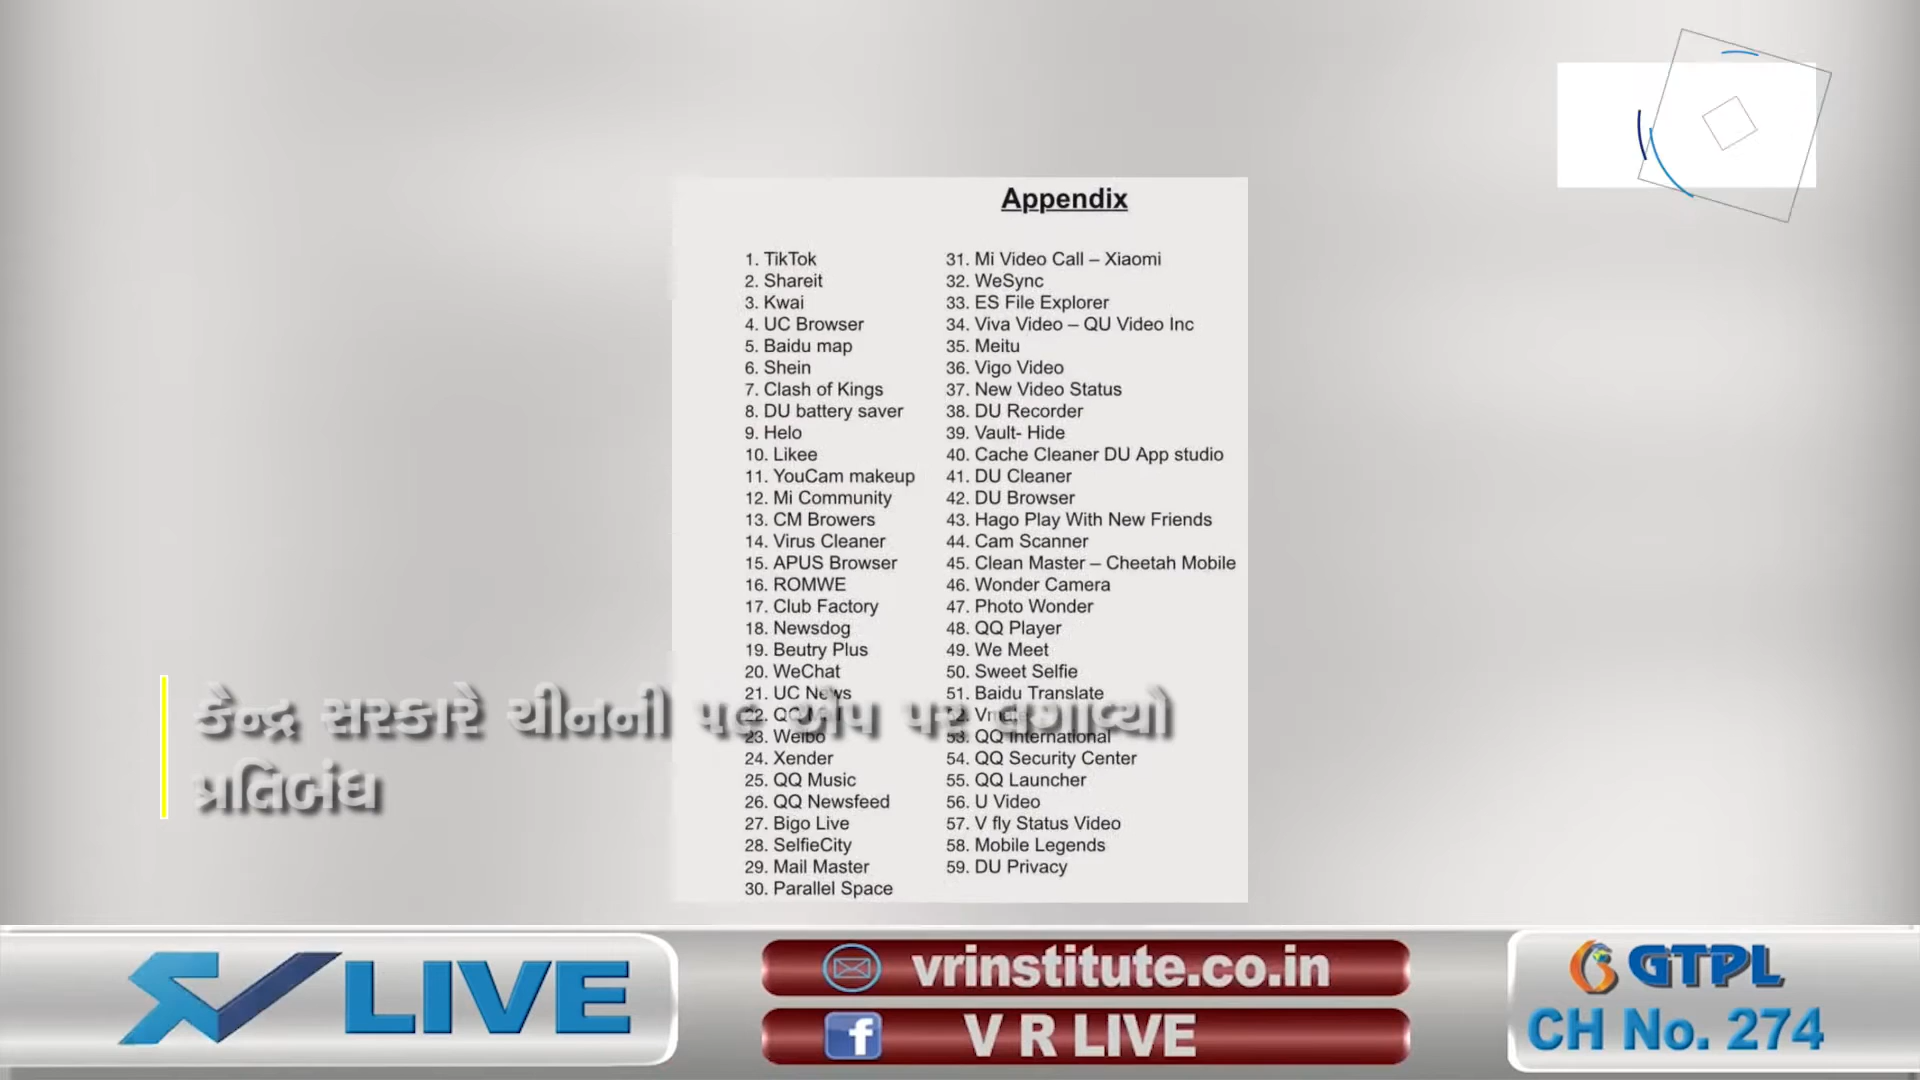 Appendix
1. TikTok
2. Shareit
3. Kwai
4. UC Browser
5. Baidu map
6. Shein
7. Clash of Kings
8. DU battery saver
9. Helo
10. Likee
11. YouCam makeup
12. Mi Community
13. CM Browers
14. Virus Cleaner
15. APUS Browser
16. ROMWE
17. Club Factory
18. Newsdog
19. Beutry Plus
20. WeChat
21. UC News
22. QQ
23. Weibo
24. Xender
25. QQ Music
26. QQ Newsfeed
27. Bigo Live
28. SelfieCity
29. Mail Master
30. Parallel Space
31. Mi Video Call – Xiaomi
32. WeSync
33. ES File Explorer
34. Viva Video – QU Video Inc
35. Meitu
36. Vigo Video
37. New Video Status
38. DU Recorder
39. Vault- Hide
40. Cache Cleaner DU App studio
41. DU Cleaner
42. DU Browser
43. Hago Play With New Friends
44. Cam Scanner
45. Clean Master – Cheetah Mobile
46. Wonder Camera
47. Photo Wonder
48. QQ Player
49. We Meet
50. Sweet Selfie
51. Baidu Translate
52.
53. QQ International
54. QQ Security Center
55. QQ Launcher
56. U Video
57. V fly Status Video
58. Mobile Legends
59. DU Privacy
કેન્દ્ર સરકારે ચીનની પર લગાવ્યો
પ્રતિબંધ
LIVE
vrinstitute.co.in
V R LIVE
GTPL
CH No. 274